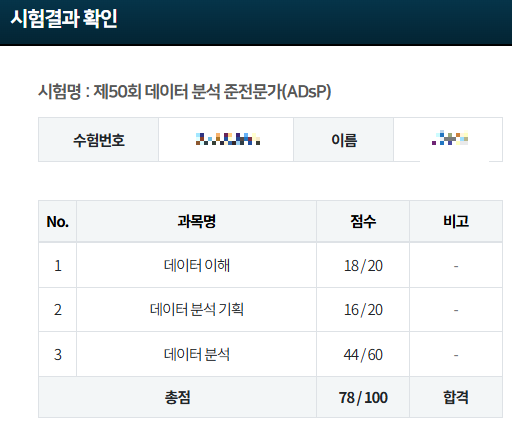 시험결과 확인
시험명 : 제50회 데이터 분석 준전문가(ADsP)
수험번호 이름
No. 과목명 점수 비고
1 데이터 이해 18 / 20 -
2 데이터 분석 기획 16 / 20 -
3 데이터 분석 44 / 60 -
총점 78 / 100 합격